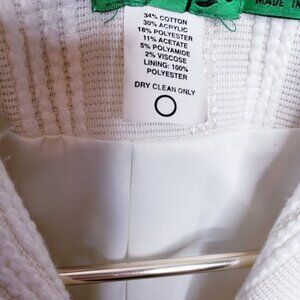 MADE IN
34% COTTON
30% ACRYLIC
18% POLYESTER
11% ACETATE
5% POLYAMIDE
2% VISCOSE
LINING: 100%
POLYESTER
DRY CLEAN ONLY